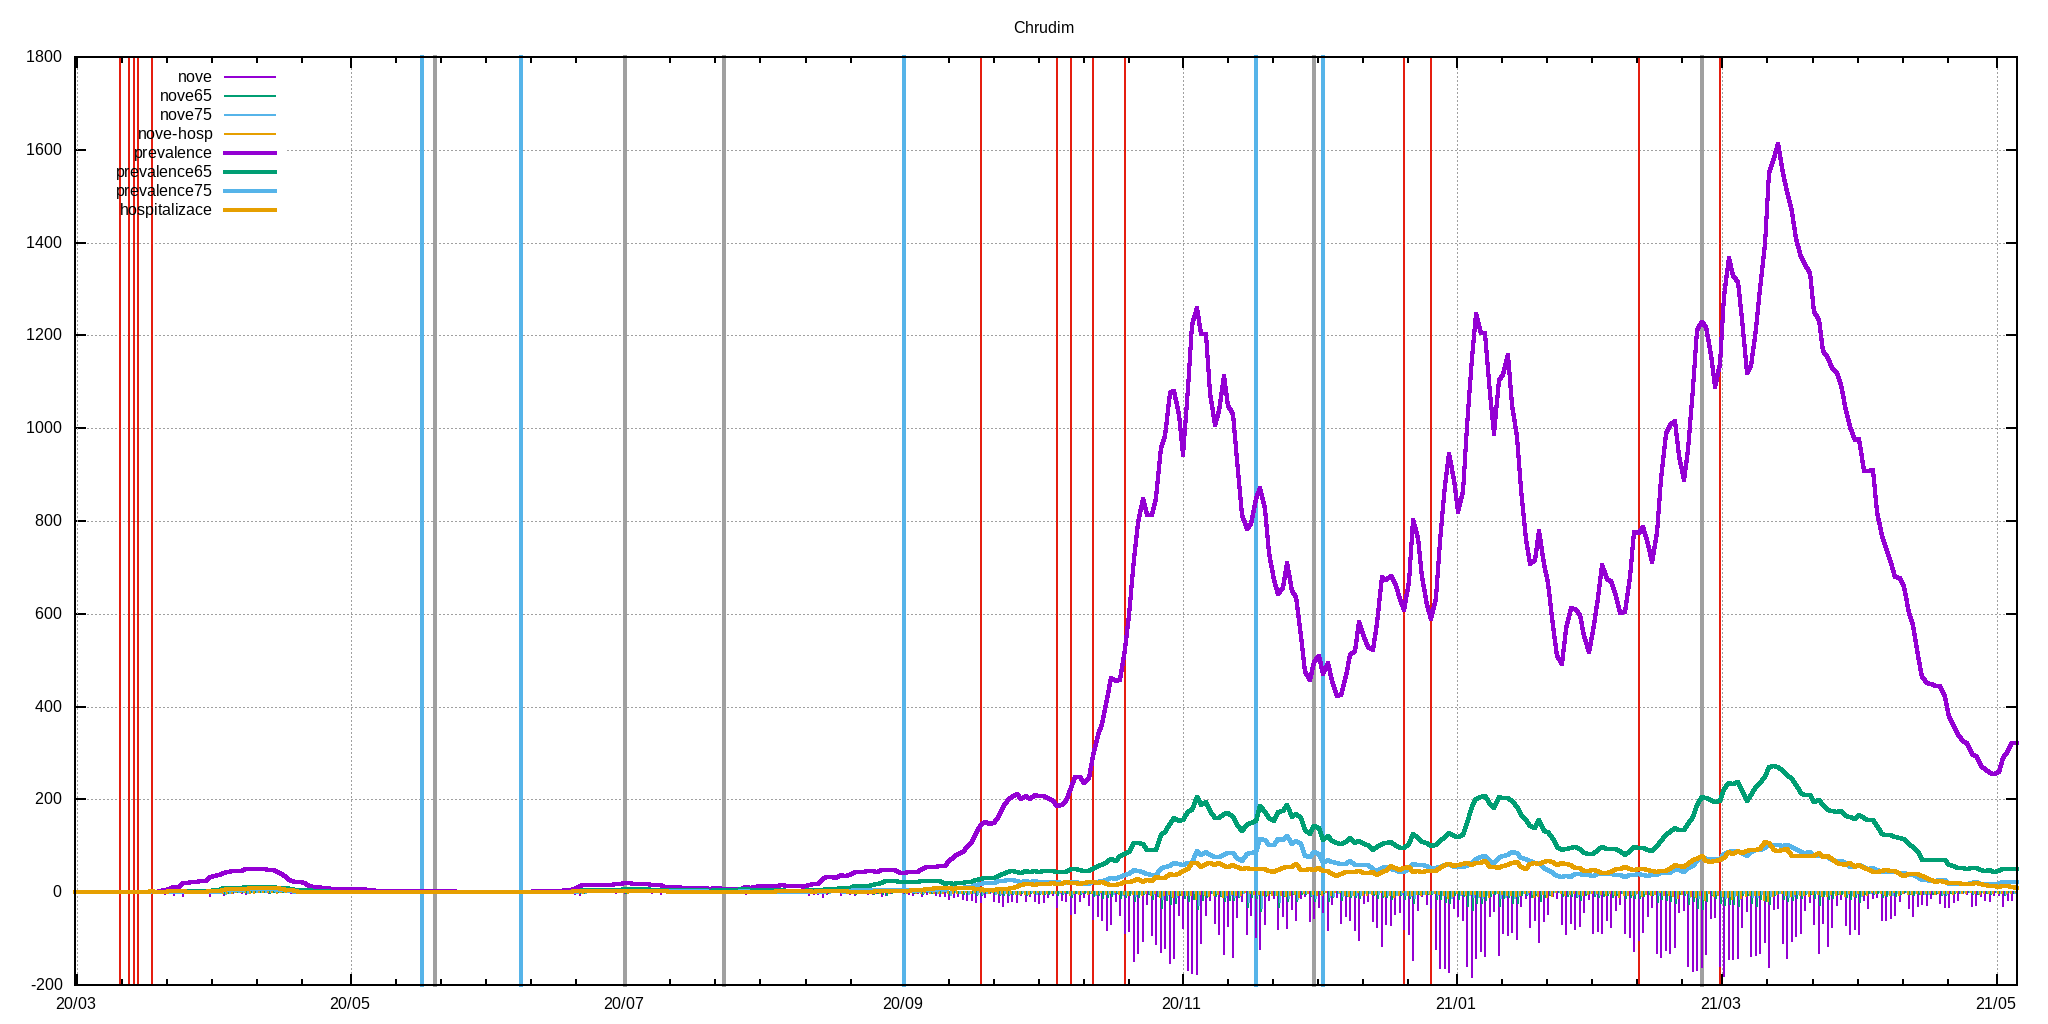 Chrudim
1800
1600
1400
1200
1000
800
600
400
200
0
-200
nove
nove65
nove75
nove-hosp
prevalence
prevalence65
prevalence75
hospitalizace
20/03
20/05
20/07
20/09
20/11
21/01
21/03
21/05